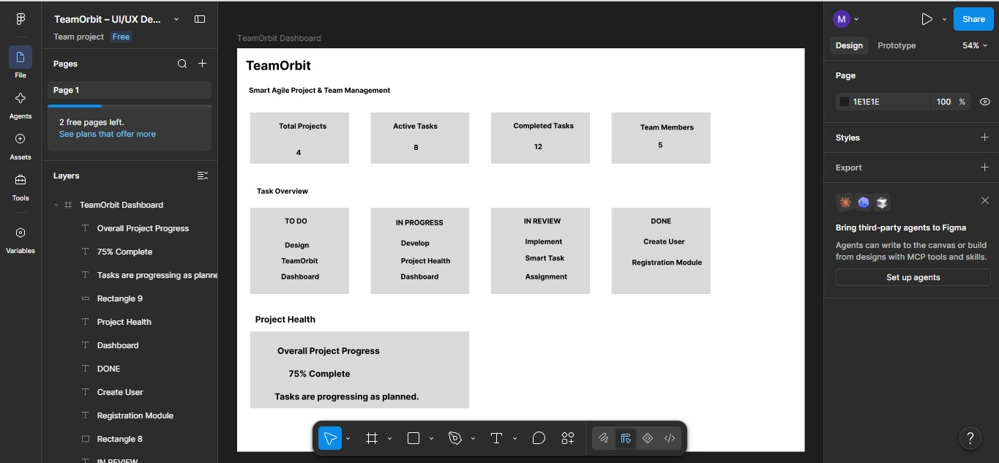 TeamOrbit – UI/UX De...
Team project Free
File
Agents
Assets
Tools
Variables
Pages
Page 1
2 free pages left.
See plans that offer more
Layers
TeamOrbit Dashboard
Overall Project Progress
75% Complete
Tasks are progressing as planne
Rectangle 9
Project Health
Dashboard
DONE
Create User
Registration Module
Rectangle 8
IN REVIEW
TeamOrbit Dashboard
TeamOrbit
Smart Agile Project & Team Management
Total Projects
4
Active Tasks
8
Completed Tasks
12
Team Members
5
Task Overview
TO DO
Design
TeamOrbit
Dashboard
IN PROGRESS
Develop
Project Health
Dashboard
IN REVIEW
Implement
Smart Task
Assignment
DONE
Create User
Registration Module
Project Health
Overall Project Progress
75% Complete
Tasks are progressing as planned.
M
Share
Design Prototype 54%
Page
1E1E1E 100 %
Styles
Export
Bring third-party agents to Figma
Agents can write to the canvas or build
from designs with MCP tools and skills.
Set up agents
?